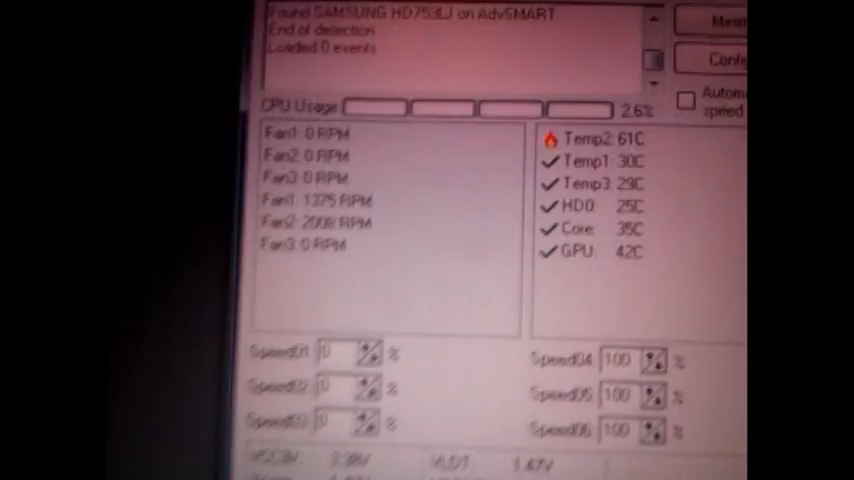 Found SAMSUNG HD753LJ on AdvSMART
End of detection
Loaded 0 events
CPU Usage 2.6%
Fan1: 0 RPM
Fan2: 0 RPM
Fan3: 0 RPM
Fan1: 1375 RPM
Fan2: 2008 RPM
Fan3: 0 RPM
Temp2: 61C
Temp1: 30C
Temp3: 29C
HD0: 25C
Core: 35C
GPU: 42C
Autom
speed
Speed01 0 %
Speed02 0 %
Speed03 0 %
Speed04 100 %
Speed05 100 %
Speed06 100 %
1.47V